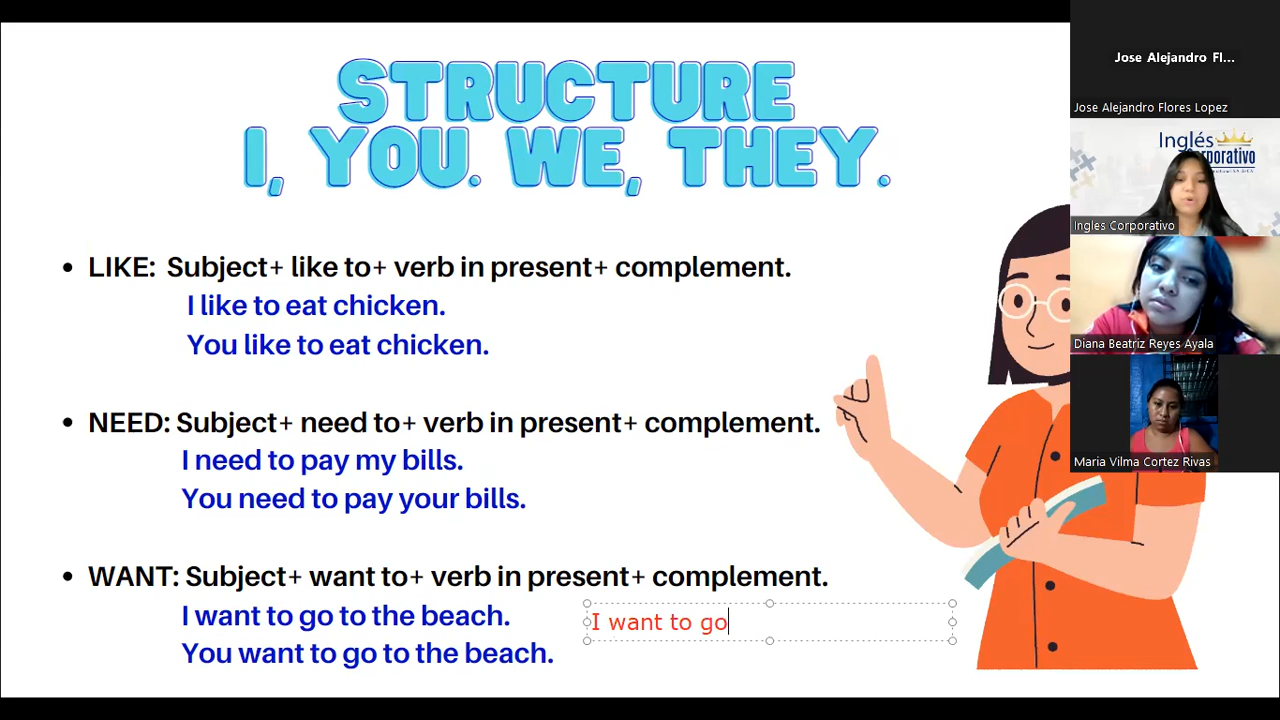 STRUCTURE
I, YOU. WE, THEY.
• LIKE: Subject+ like to+ verb in present+ complement.
I like to eat chicken.
You like to eat chicken.
• NEED: Subject+ need to+ verb in present+ complement.
I need to pay my bills.
You need to pay your bills.
• WANT: Subject+ want to+ verb in present+ complement.
I want to go to the beach.
I want to go
You want to go to the beach.
Jose Alejandro Fl...
Jose Alejandro Flores Lopez
Inglés
Corporativo
Ingles Corporativo
Diana Beatriz Reyes Ayala
Maria Vilma Cortez Rivas